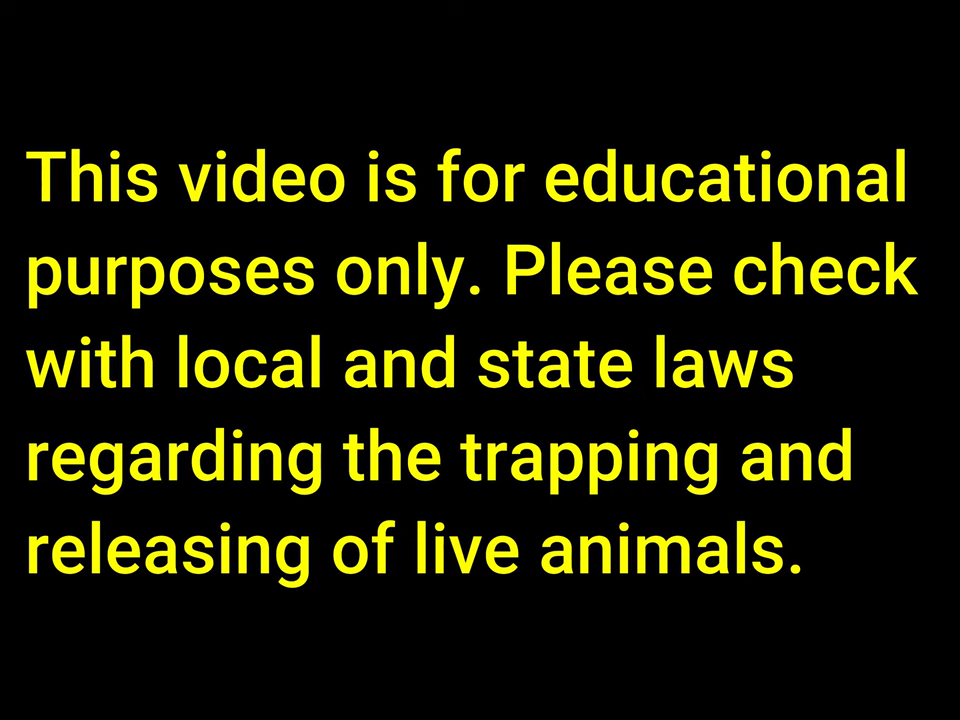 This video is for educational
purposes only. Please check
with local and state laws
regarding the trapping and
releasing of live animals.